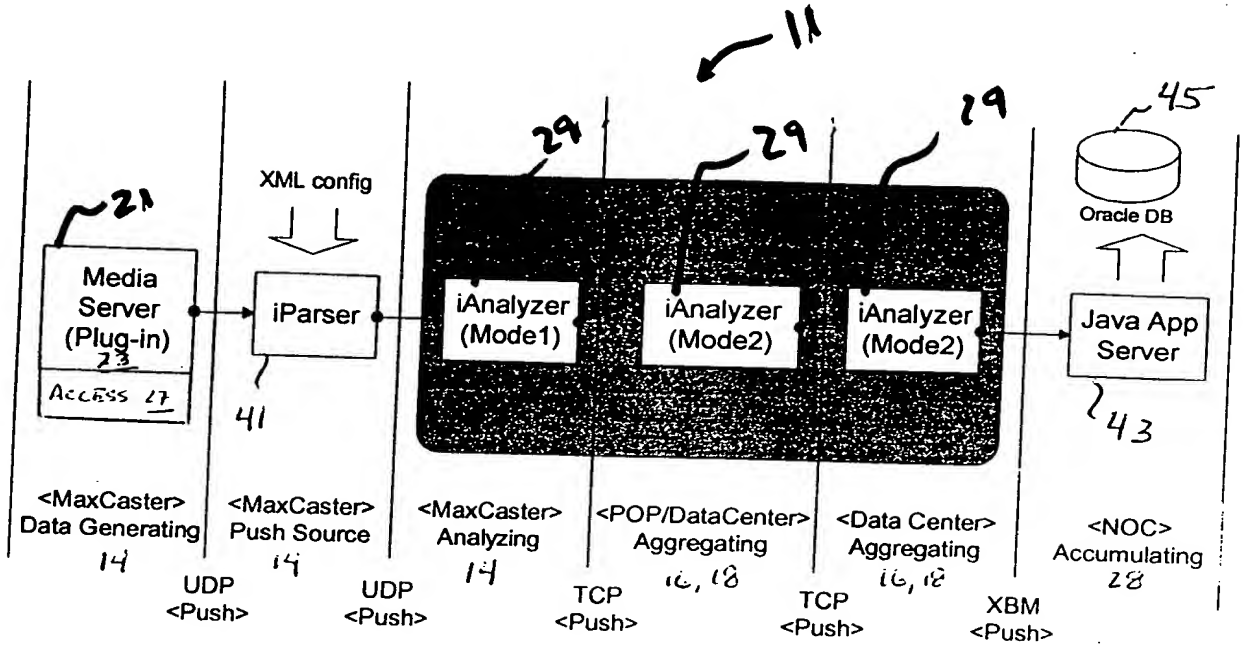 11
29
29
29
45
XML config
21
Oracle DB
Media
Server
(Plug-in)
23
ACCESS 27
iParser
41
iAnalyzer
(Mode1)
iAnalyzer
(Mode2)
iAnalyzer
(Mode2)
Java App
Server
43
<MaxCaster>
Data Generating
14
<MaxCaster>
Push Source
14
<MaxCaster>
Analyzing
14
<POP/DataCenter>
Aggregating
16, 18
<Data Center>
Aggregating
16, 18
<NOC>
Accumulating
28
UDP
<Push>
UDP
<Push>
TCP
<Push>
TCP
<Push>
XBM
<Push>